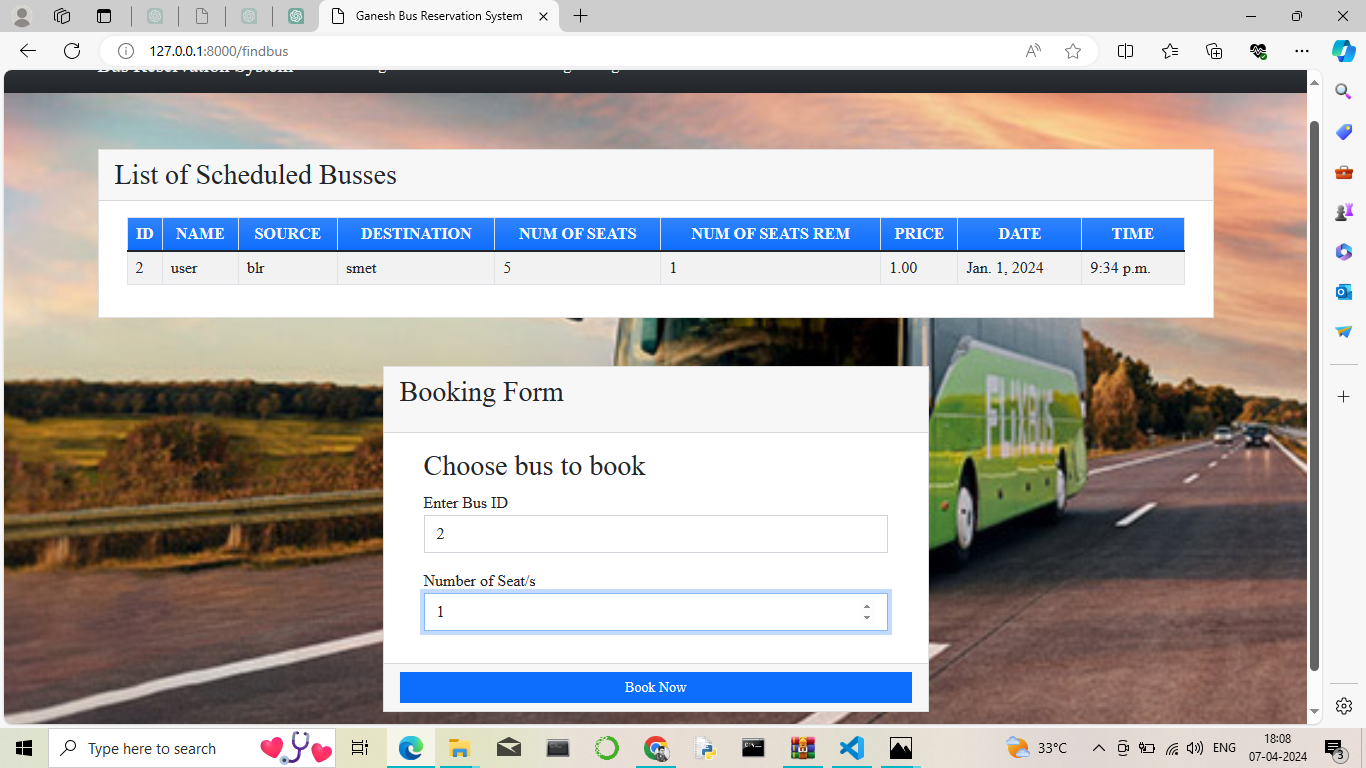 Ganesh Bus Reservation System
127.0.0.1:8000/findbus
Bus Reservation System
List of Scheduled Busses
ID NAME SOURCE DESTINATION NUM OF SEATS NUM OF SEATS REM PRICE DATE TIME
2 user blr smet 5 1 1.00 Jan. 1, 2024 9:34 p.m.
FLIXBUS
Booking Form
Choose bus to book
Enter Bus ID
2
Number of Seat/s
1
Book Now
Type here to search
33°C
ENG
18:08
07-04-2024
3